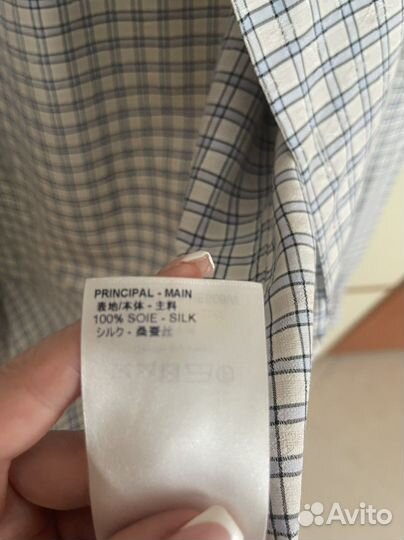 PRINCIPAL - MAIN
表地/本体 - 主料
100% SOIE - SILK
シルク - 桑蚕丝
Avito